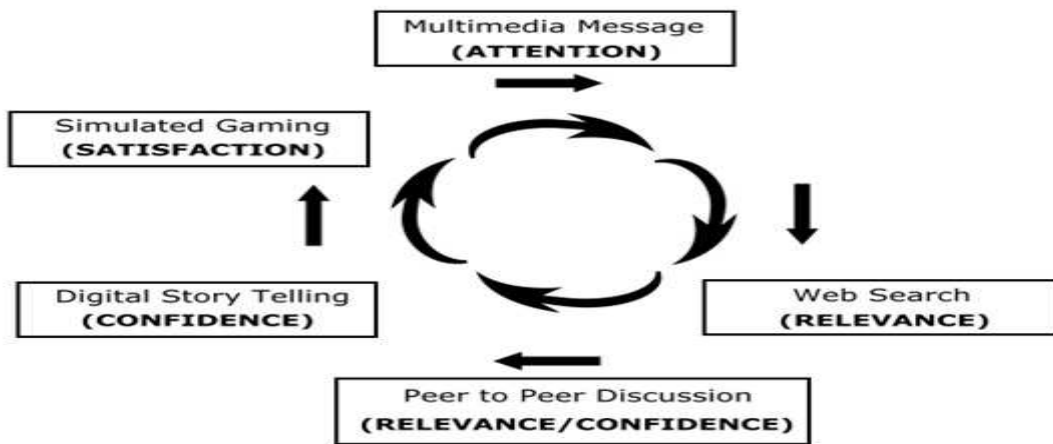 Multimedia Message
(ATTENTION)
Simulated Gaming
(SATISFACTION)
Digital Story Telling
(CONFIDENCE)
Web Search
(RELEVANCE)
Peer to Peer Discussion
(RELEVANCE/CONFIDENCE)